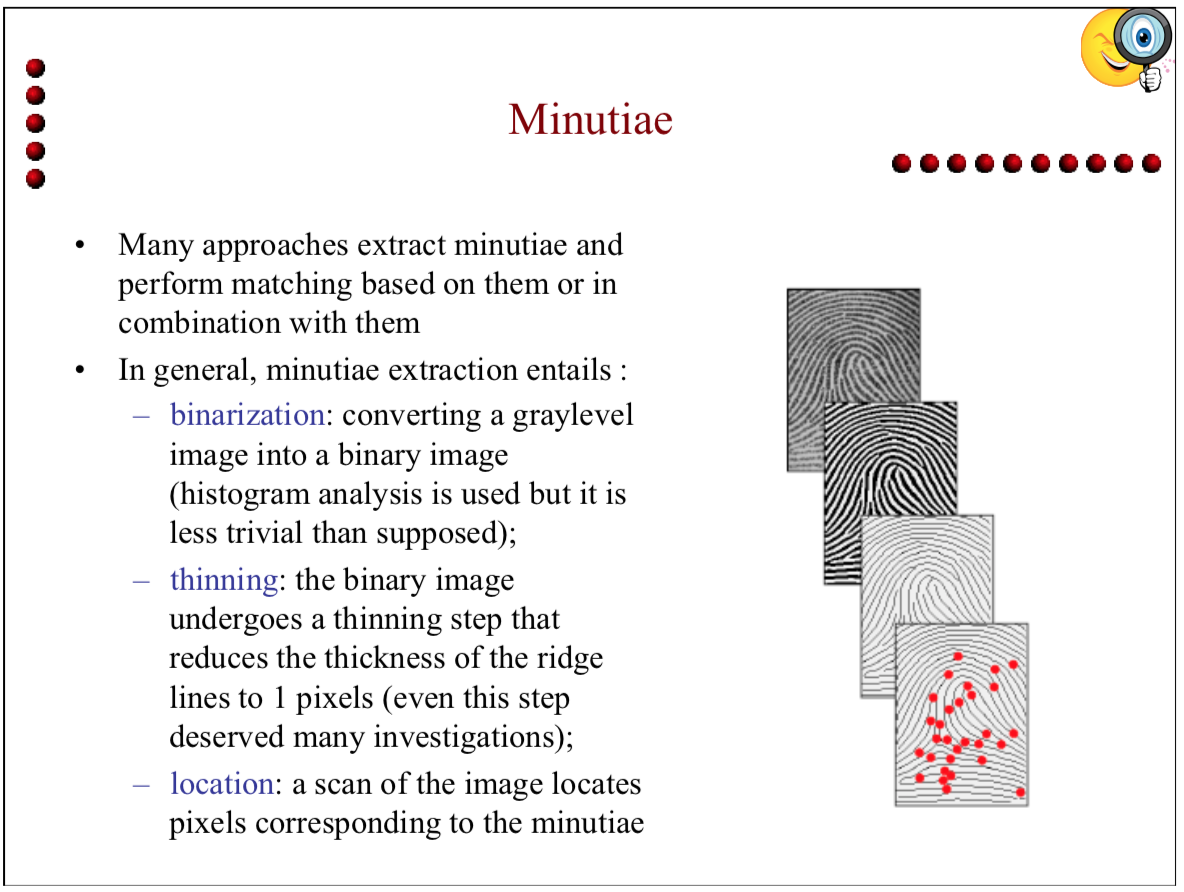 Minutiae
• Many approaches extract minutiae and
perform matching based on them or in
combination with them
• In general, minutiae extraction entails :
– binarization: converting a graylevel
image into a binary image
(histogram analysis is used but it is
less trivial than supposed);
– thinning: the binary image
undergoes a thinning step that
reduces the thickness of the ridge
lines to 1 pixels (even this step
deserved many investigations);
– location: a scan of the image locates
pixels corresponding to the minutiae